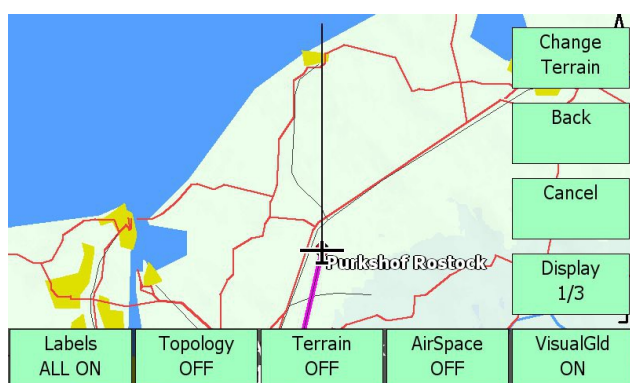 Change
Terrain
Back
Cancel
Purkshof Rostock
Display
1/3
Labels
ALL ON
Topology
OFF
Terrain
OFF
AirSpace
OFF
VisualGld
ON